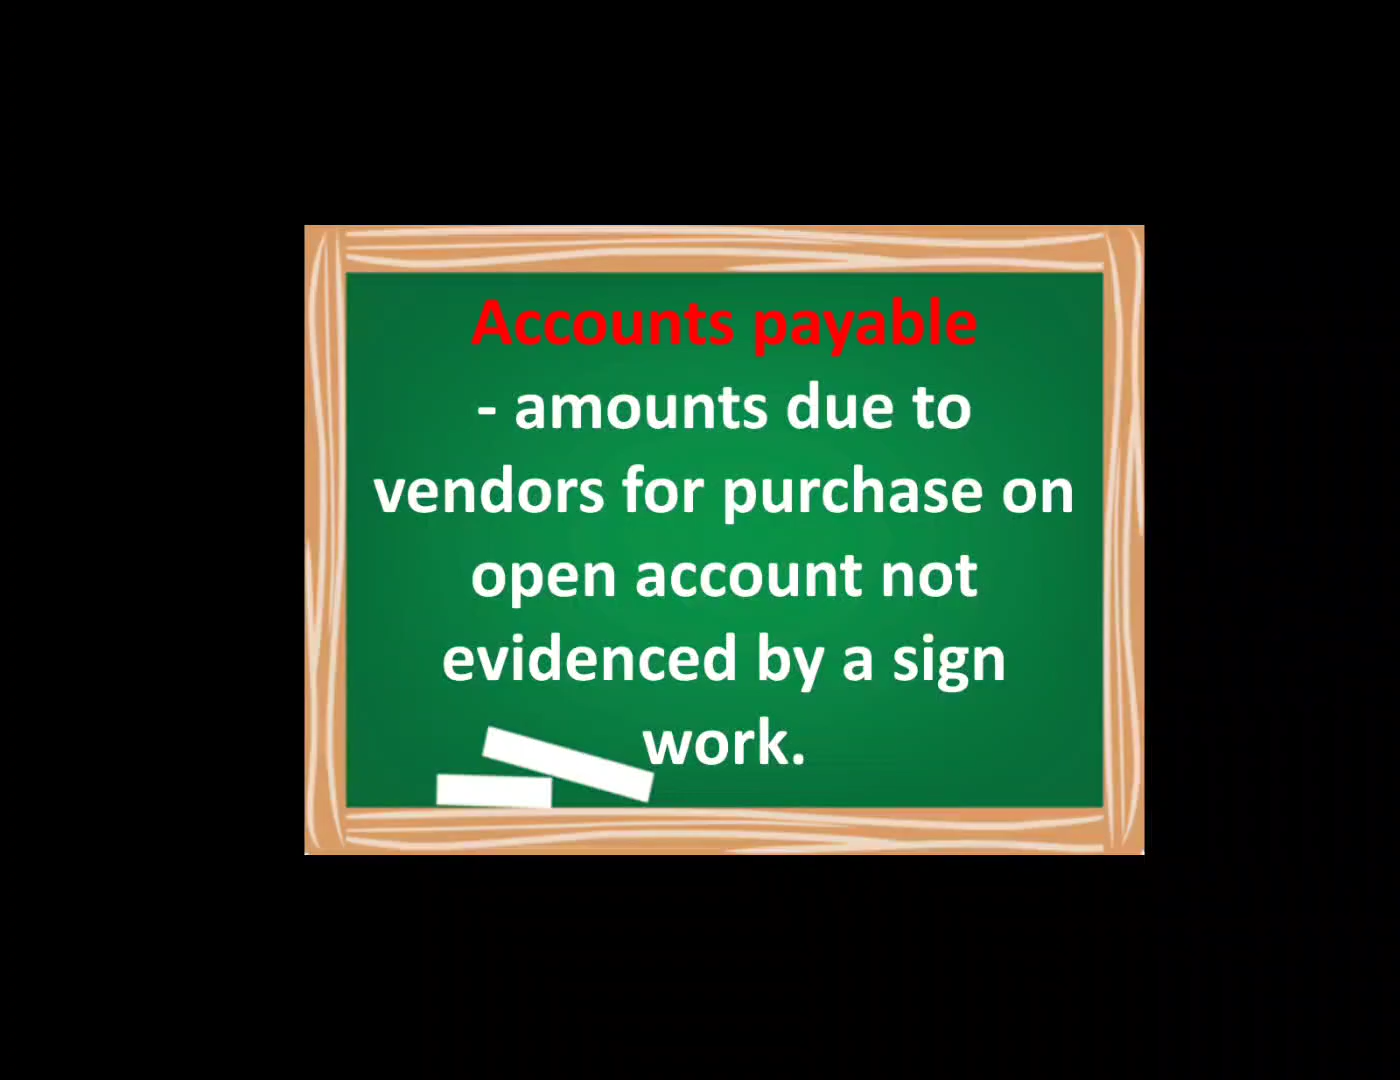 Accounts payable
- amounts due to
vendors for purchase on
open account not
evidenced by a sign
work.